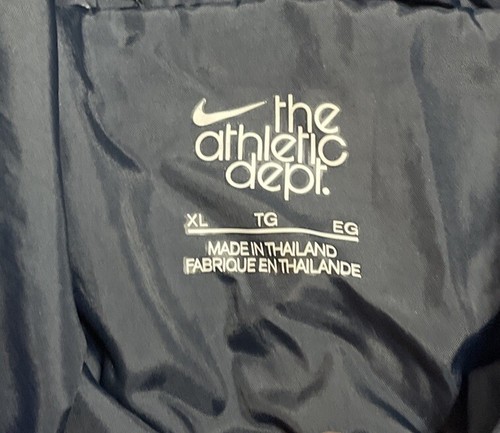 the
athletic
dept.
XL TG EG
MADE IN THAILAND
FABRIQUE EN THAILANDE